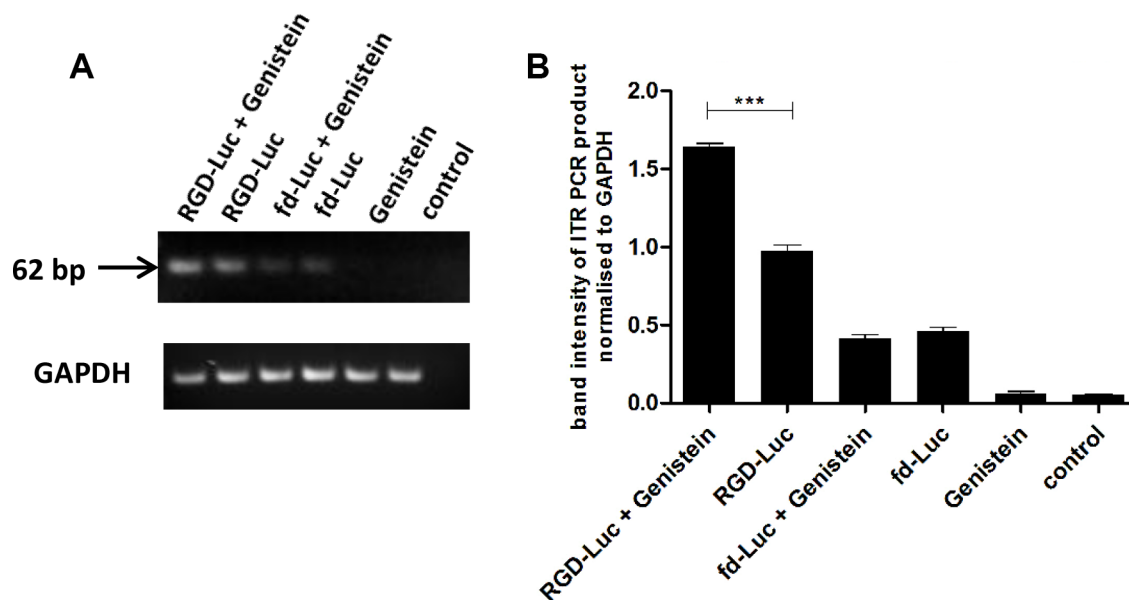 A
RGD-Luc + Genistein
RGD-Luc
fd-Luc + Genistein
fd-Luc
Genistein
control
62 bp
GAPDH
B
band intensity of ITR PCR product
normalised to GAPDH
2.0
1.5
1.0
0.5
0.0
***
RGD-Luc + Genistein
RGD-Luc
fd-Luc + Genistein
fd-Luc
Genistein
control